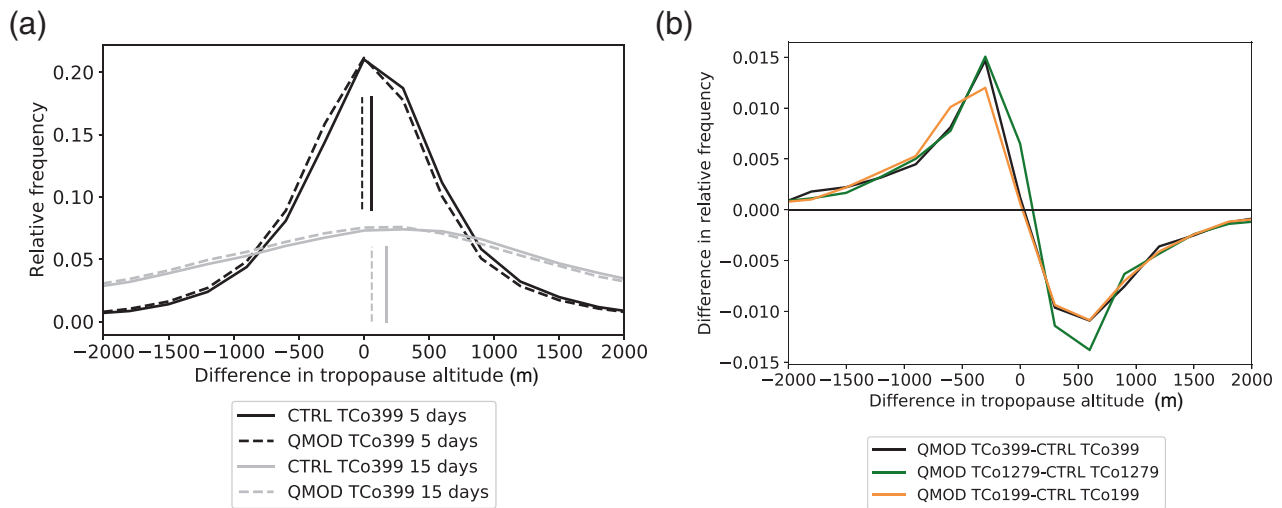 (a)
Relative frequency
0.20
0.15
0.10
0.05
0.00
−2000 −1500 −1000 −500 0 500 1000 1500 2000
Difference in tropopause altitude (m)
CTRL TCo399 5 days
QMOD TCo399 5 days
CTRL TCo399 15 days
QMOD TCo399 15 days
(b)
Difference in relative frequency
0.015
0.010
0.005
0.000
−0.005
−0.010
−0.015
−2000 −1500 −1000 −500 0 500 1000 1500 2000
Difference in tropopause altitude (m)
QMOD TCo399-CTRL TCo399
QMOD TCo1279-CTRL TCo1279
QMOD TCo199-CTRL TCo199